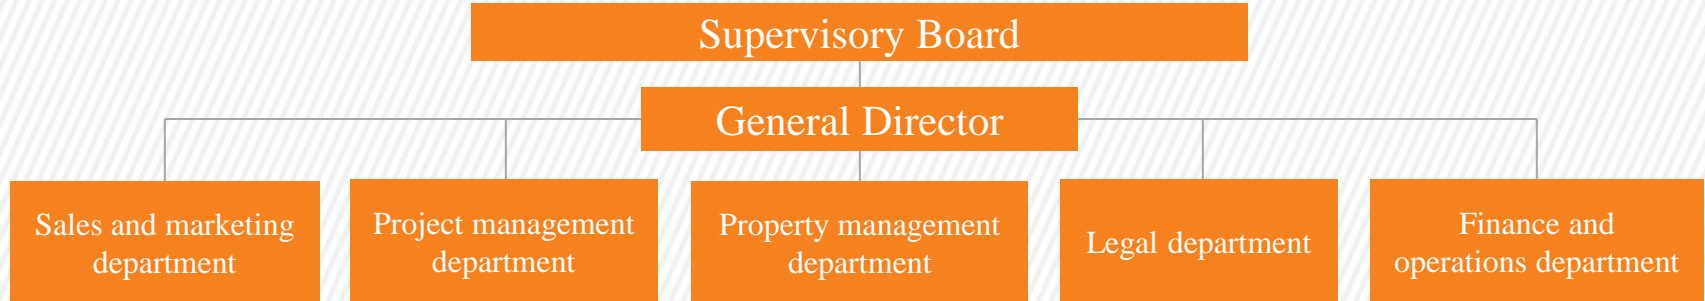 Supervisory Board
General Director
Sales and marketing
department
Project management
department
Property management
department
Legal department
Finance and
operations department